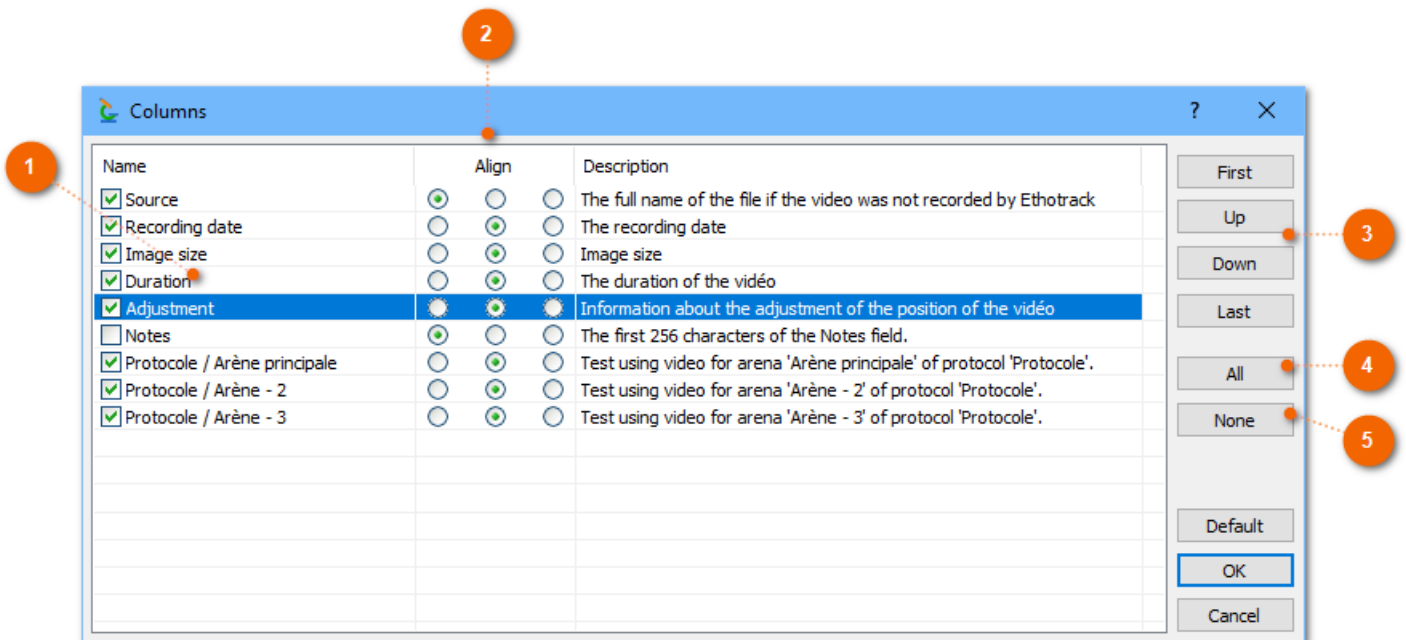 2
Columns
?
1
Name Align Description
First
Source The full name of the file if the video was not recorded by Ethotrack
Up
Recording date The recording date
3
Image size Image size
Down
Duration The duration of the vidéo
Adjustment Information about the adjustment of the position of the vidéo
Last
Notes The first 256 characters of the Notes field.
Protocole / Arène principale Test using video for arena 'Arène principale' of protocol 'Protocole'.
4
All
Protocole / Arène - 2 Test using video for arena 'Arène - 2' of protocol 'Protocole'.
Protocole / Arène - 3 Test using video for arena 'Arène - 3' of protocol 'Protocole'.
None
5
Default
OK
Cancel